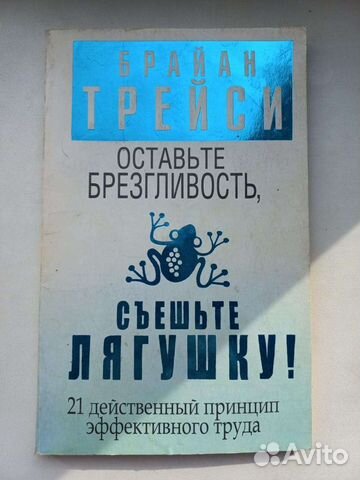 БРАЙАН
ТРЕЙСИ
ОСТАВЬТЕ
БРЕЗГЛИВОСТЬ,
СЪЕШЬТЕ
ЛЯГУШКУ!
21 действенный принцип
эффективного труда
Avito